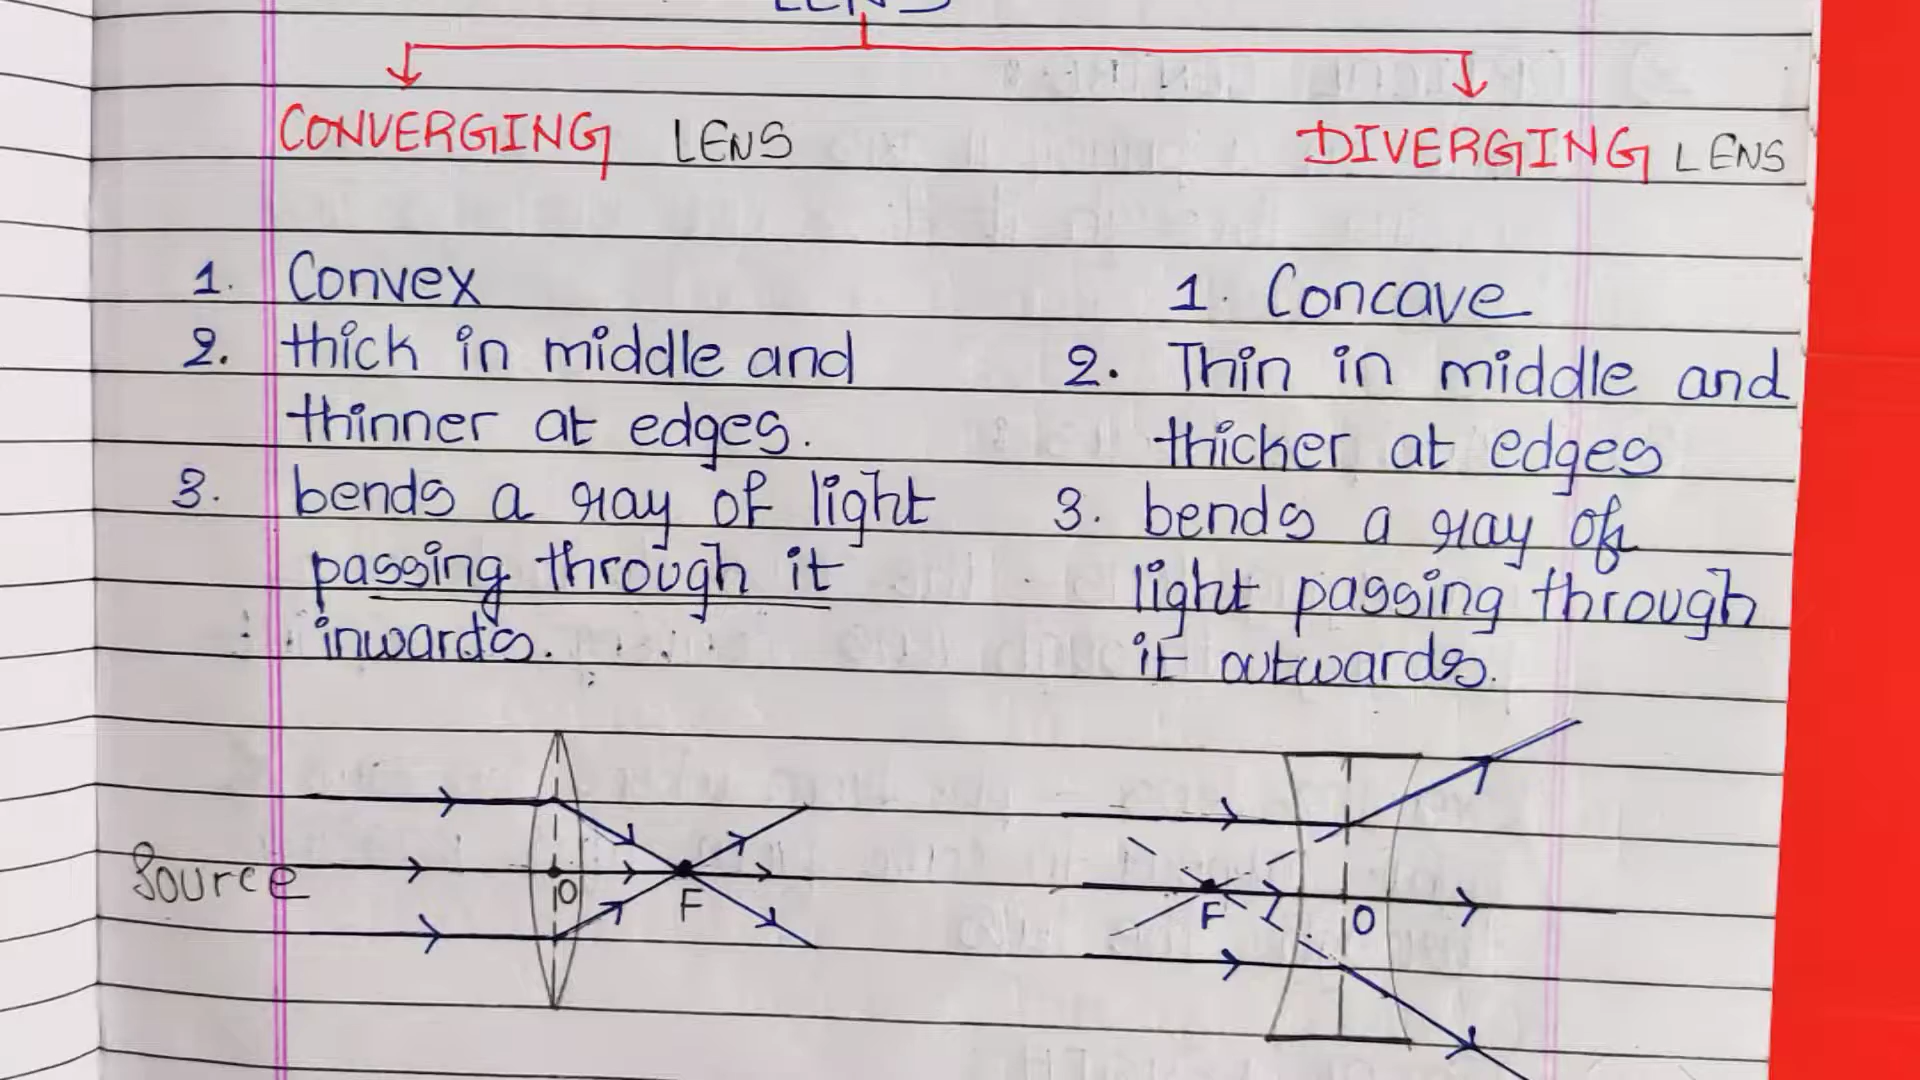 LENS
CONVERGING LENS
DIVERGING LENS
1. Convex
2. thick in middle and
thinner at edges.
3. bends a ray of light
passing through it
inwards.
1. Concave
2. Thin in middle and
thicker at edges
3. bends a ray of
light passing through
it outwards.
Source
O
F
F
O